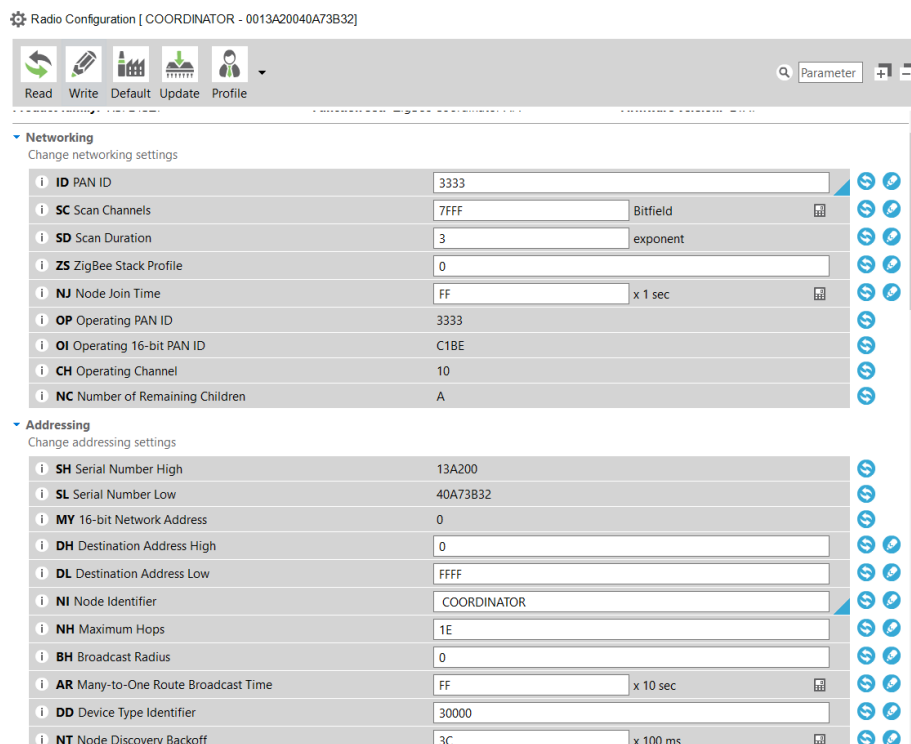 Radio Configuration [ COORDINATOR - 0013A20040A73B32]
Read Write Default Update Profile
Parameter
Networking
Change networking settings
i ID PAN ID 3333
i SC Scan Channels 7FFF Bitfield
i SD Scan Duration 3 exponent
i ZS ZigBee Stack Profile 0
i NJ Node Join Time FF x 1 sec
i OP Operating PAN ID 3333
i OI Operating 16-bit PAN ID C1BE
i CH Operating Channel 10
i NC Number of Remaining Children A
Addressing
Change addressing settings
i SH Serial Number High 13A200
i SL Serial Number Low 40A73B32
i MY 16-bit Network Address 0
i DH Destination Address High 0
i DL Destination Address Low FFFF
i NI Node Identifier COORDINATOR
i NH Maximum Hops 1E
i BH Broadcast Radius 0
i AR Many-to-One Route Broadcast Time FF x 10 sec
i DD Device Type Identifier 30000
i NT Node Discovery Backoff 3C x 100 ms